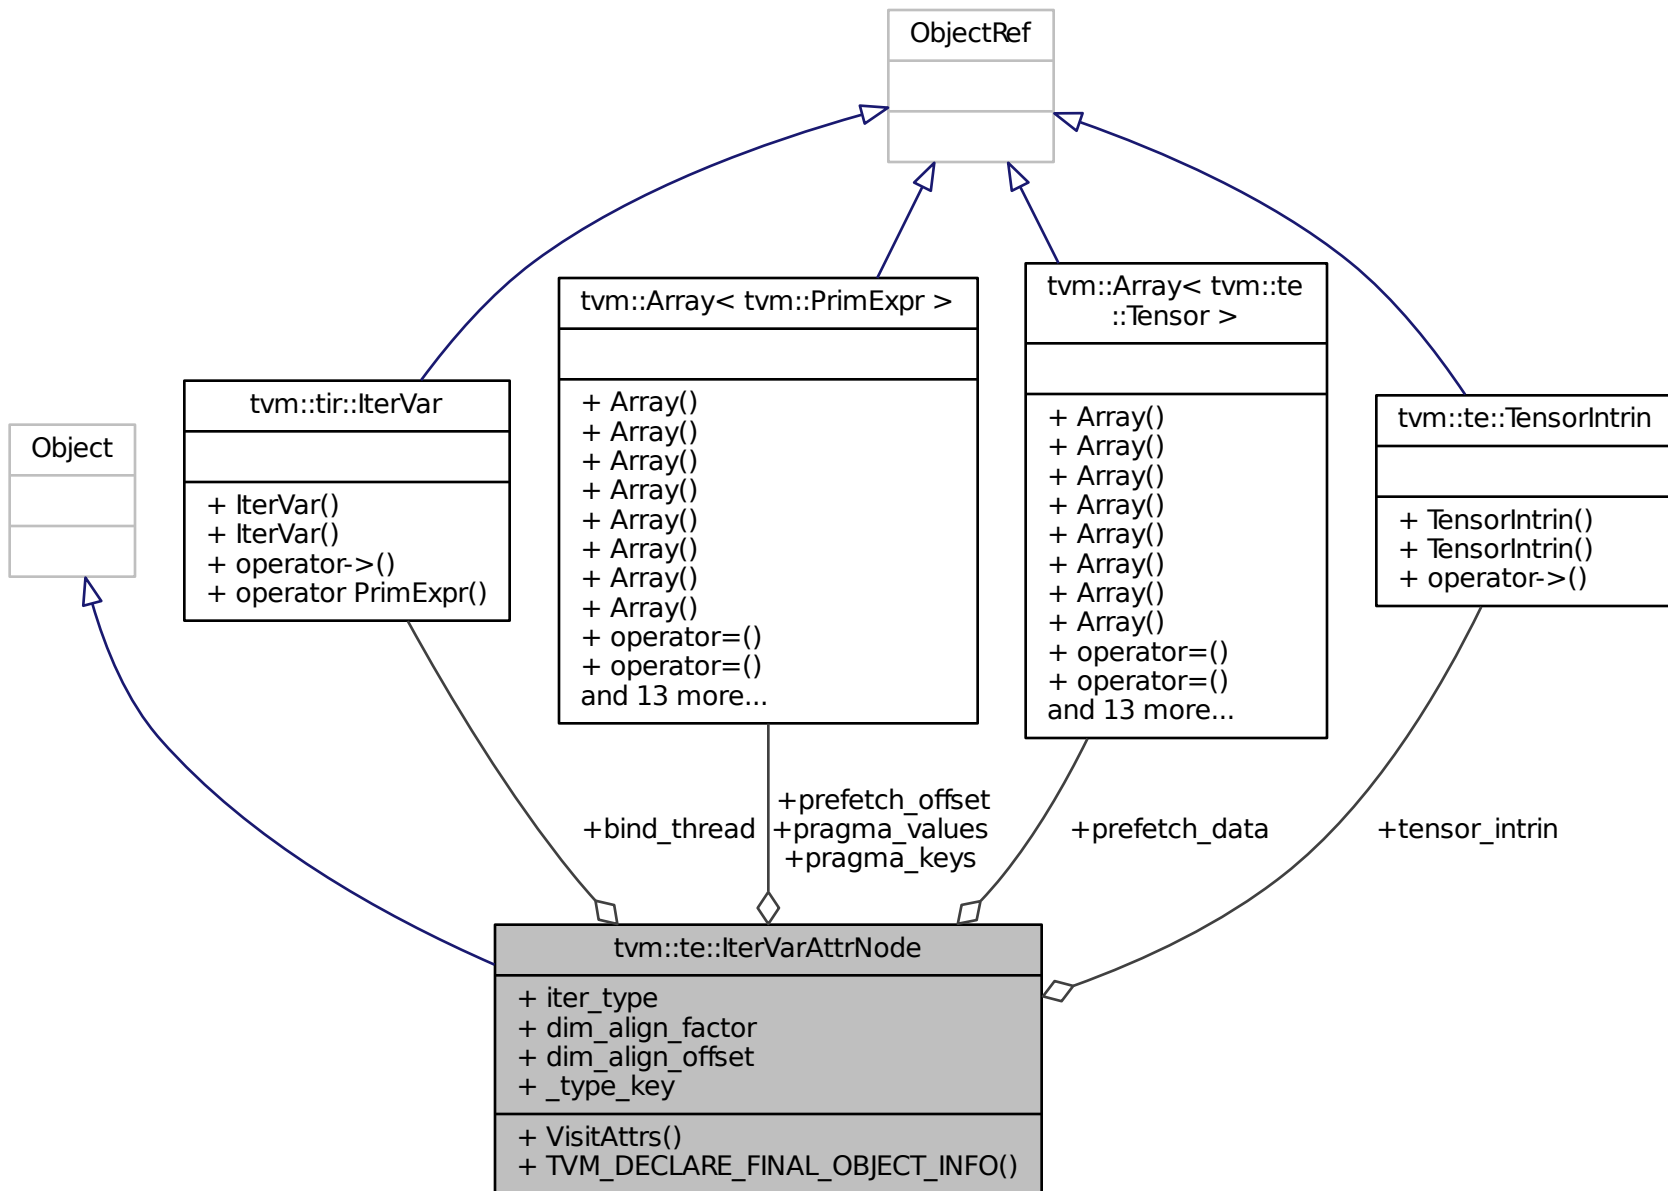 ObjectRef
tvm::Array< tvm::te
::Tensor >
tvm::Array< tvm::PrimExpr >
tvm::tir::IterVar
tvm::te::TensorIntrin
Object
+ IterVar()
+ IterVar()
+ operator->()
+ operator PrimExpr()
+ Array()
+ Array()
+ Array()
+ Array()
+ Array()
+ Array()
+ Array()
+ Array()
+ operator=()
+ operator=()
and 13 more...
+ Array()
+ Array()
+ Array()
+ Array()
+ Array()
+ Array()
+ Array()
+ Array()
+ operator=()
+ operator=()
and 13 more...
+ TensorIntrin()
+ TensorIntrin()
+ operator->()
+bind_thread
+prefetch_offset
+pragma_values
+pragma_keys
+prefetch_data
+tensor_intrin
tvm::te::IterVarAttrNode
+ iter_type
+ dim_align_factor
+ dim_align_offset
+ _type_key
+ VisitAttrs()
+ TVM_DECLARE_FINAL_OBJECT_INFO()